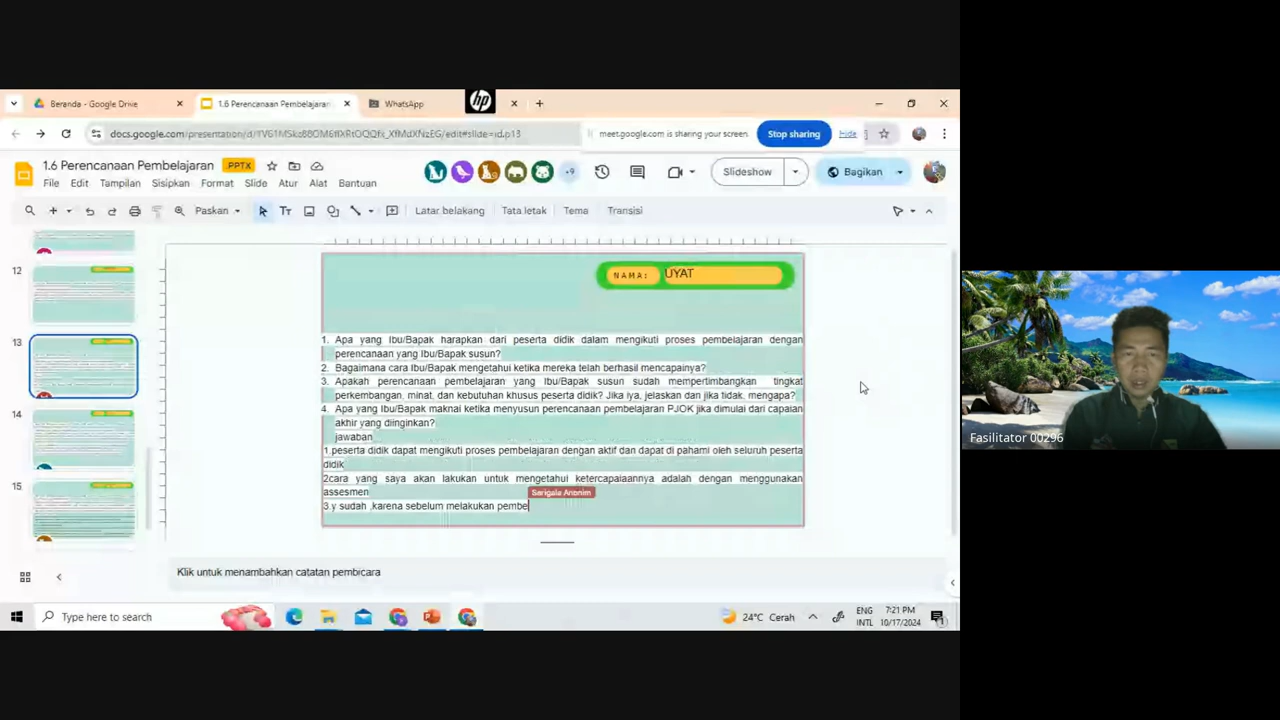 Beranda - Google Drive
1.6 Perencanaan Pembelajaran
WhatsApp
hp
meet.google.com is sharing your screen.
Stop sharing
hide
1.6 Perencanaan Pembelajaran
.PPTX
+9
Slideshow
Bagikan
File Edit Tampilan Sisipkan Format Slide Atur Alat Bantuan
Paskan
Tt
Latar belakang
Tata letak
Tema
Transisi
12
13
14
15
NAMA:
UYAT
1. Apa yang Ibu/Bapak harapkan dari peserta didik dalam mengikuti proses pembelajaran dengan
perencanaan yang Ibu/Bapak susun?
2. Bagaimana cara Ibu/Bapak mengetahui ketika mereka telah berhasil mencapainya?
3. Apakah perencanaan pembelajaran yang Ibu/Bapak susun sudah mempertimbangkan tingkat
perkembangan, minat, dan kebutuhan khusus peserta didik? Jika iya, jelaskan dan jika tidak, mengapa?
4. Apa yang Ibu/Bapak maknai ketika menyusun perencanaan pembelajaran PJOK jika dimulai dari capaian
akhir yang diinginkan?
jawaban
1.peserta didik dapat mengikuti proses pembelajaran dengan aktif dan dapat di pahami oleh seluruh peserta
didik
2cara yang saya akan lakukan untuk mengetahui ketercapaiaannya adalah dengan menggunakan
assesmen
Serigala Anonim
3.y sudah ,karena sebelum melakukan pembe
Klik untuk menambahkan catatan pembicara
Fasilitator 00296
Type here to search
24°C Cerah
ENG
INTL
7:21 PM
10/17/2024